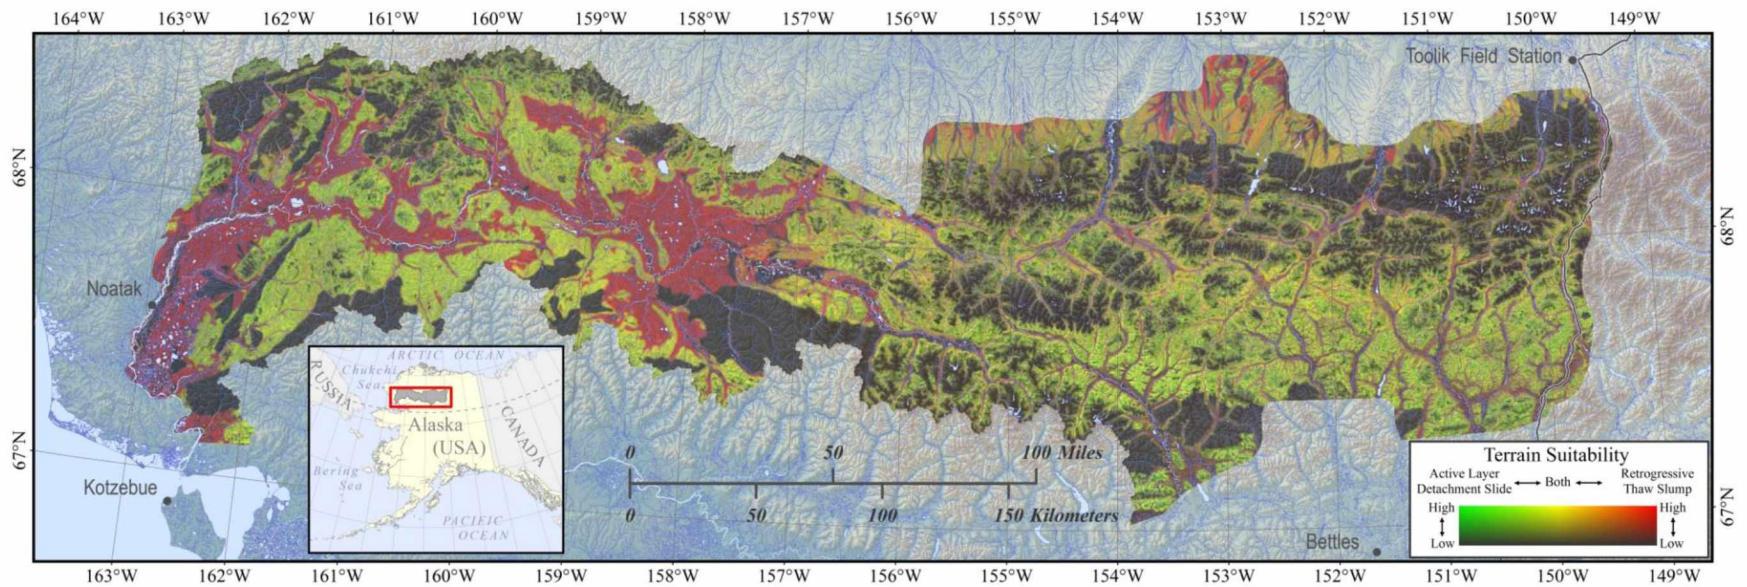 164°W 163°W 162°W 161°W 160°W 159°W 158°W 157°W 156°W 155°W 154°W 153°W 152°W 151°W 150°W 149°W
Toolik Field Station
68°N
68°N
Noatak
ARCTIC OCEAN
Chukchi
Sea
RUSSIA
Alaska
(USA)
CANADA
Bering
Sea
PACIFIC
OCEAN
67°N
Kotzebue
0 50 100 Miles
0 50 100 150 Kilometers
Terrain Suitability
Active Layer
Detachment Slide
Both
Retrogressive
Thaw Slump
High High
Low Low
67°N
Bettles
163°W 162°W 161°W 160°W 159°W 158°W 157°W 156°W 155°W 154°W 153°W 152°W 151°W 150°W 149°W